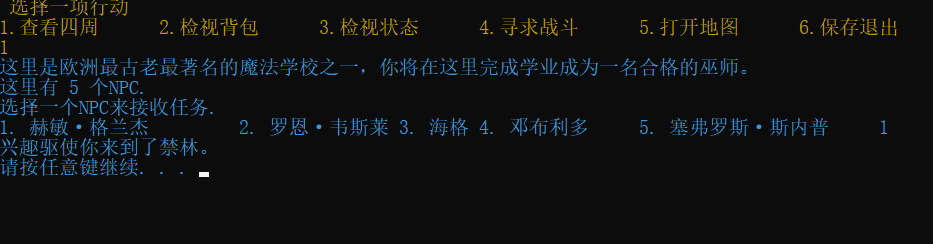 选择一项行动
1.查看四周 2.检视背包 3.检视状态 4.寻求战斗 5.打开地图 6.保存退出
1
这里是欧洲最古老最著名的魔法学校之一，你将在这里完成学业成为一名合格的巫师。
这里有 5 个NPC.
选择一个NPC来接收任务.
1. 赫敏·格兰杰 2. 罗恩·韦斯莱 3. 海格 4. 邓布利多 5. 塞弗罗斯·斯内普 1
兴趣驱使你来到了禁林。
请按任意键继续. . .